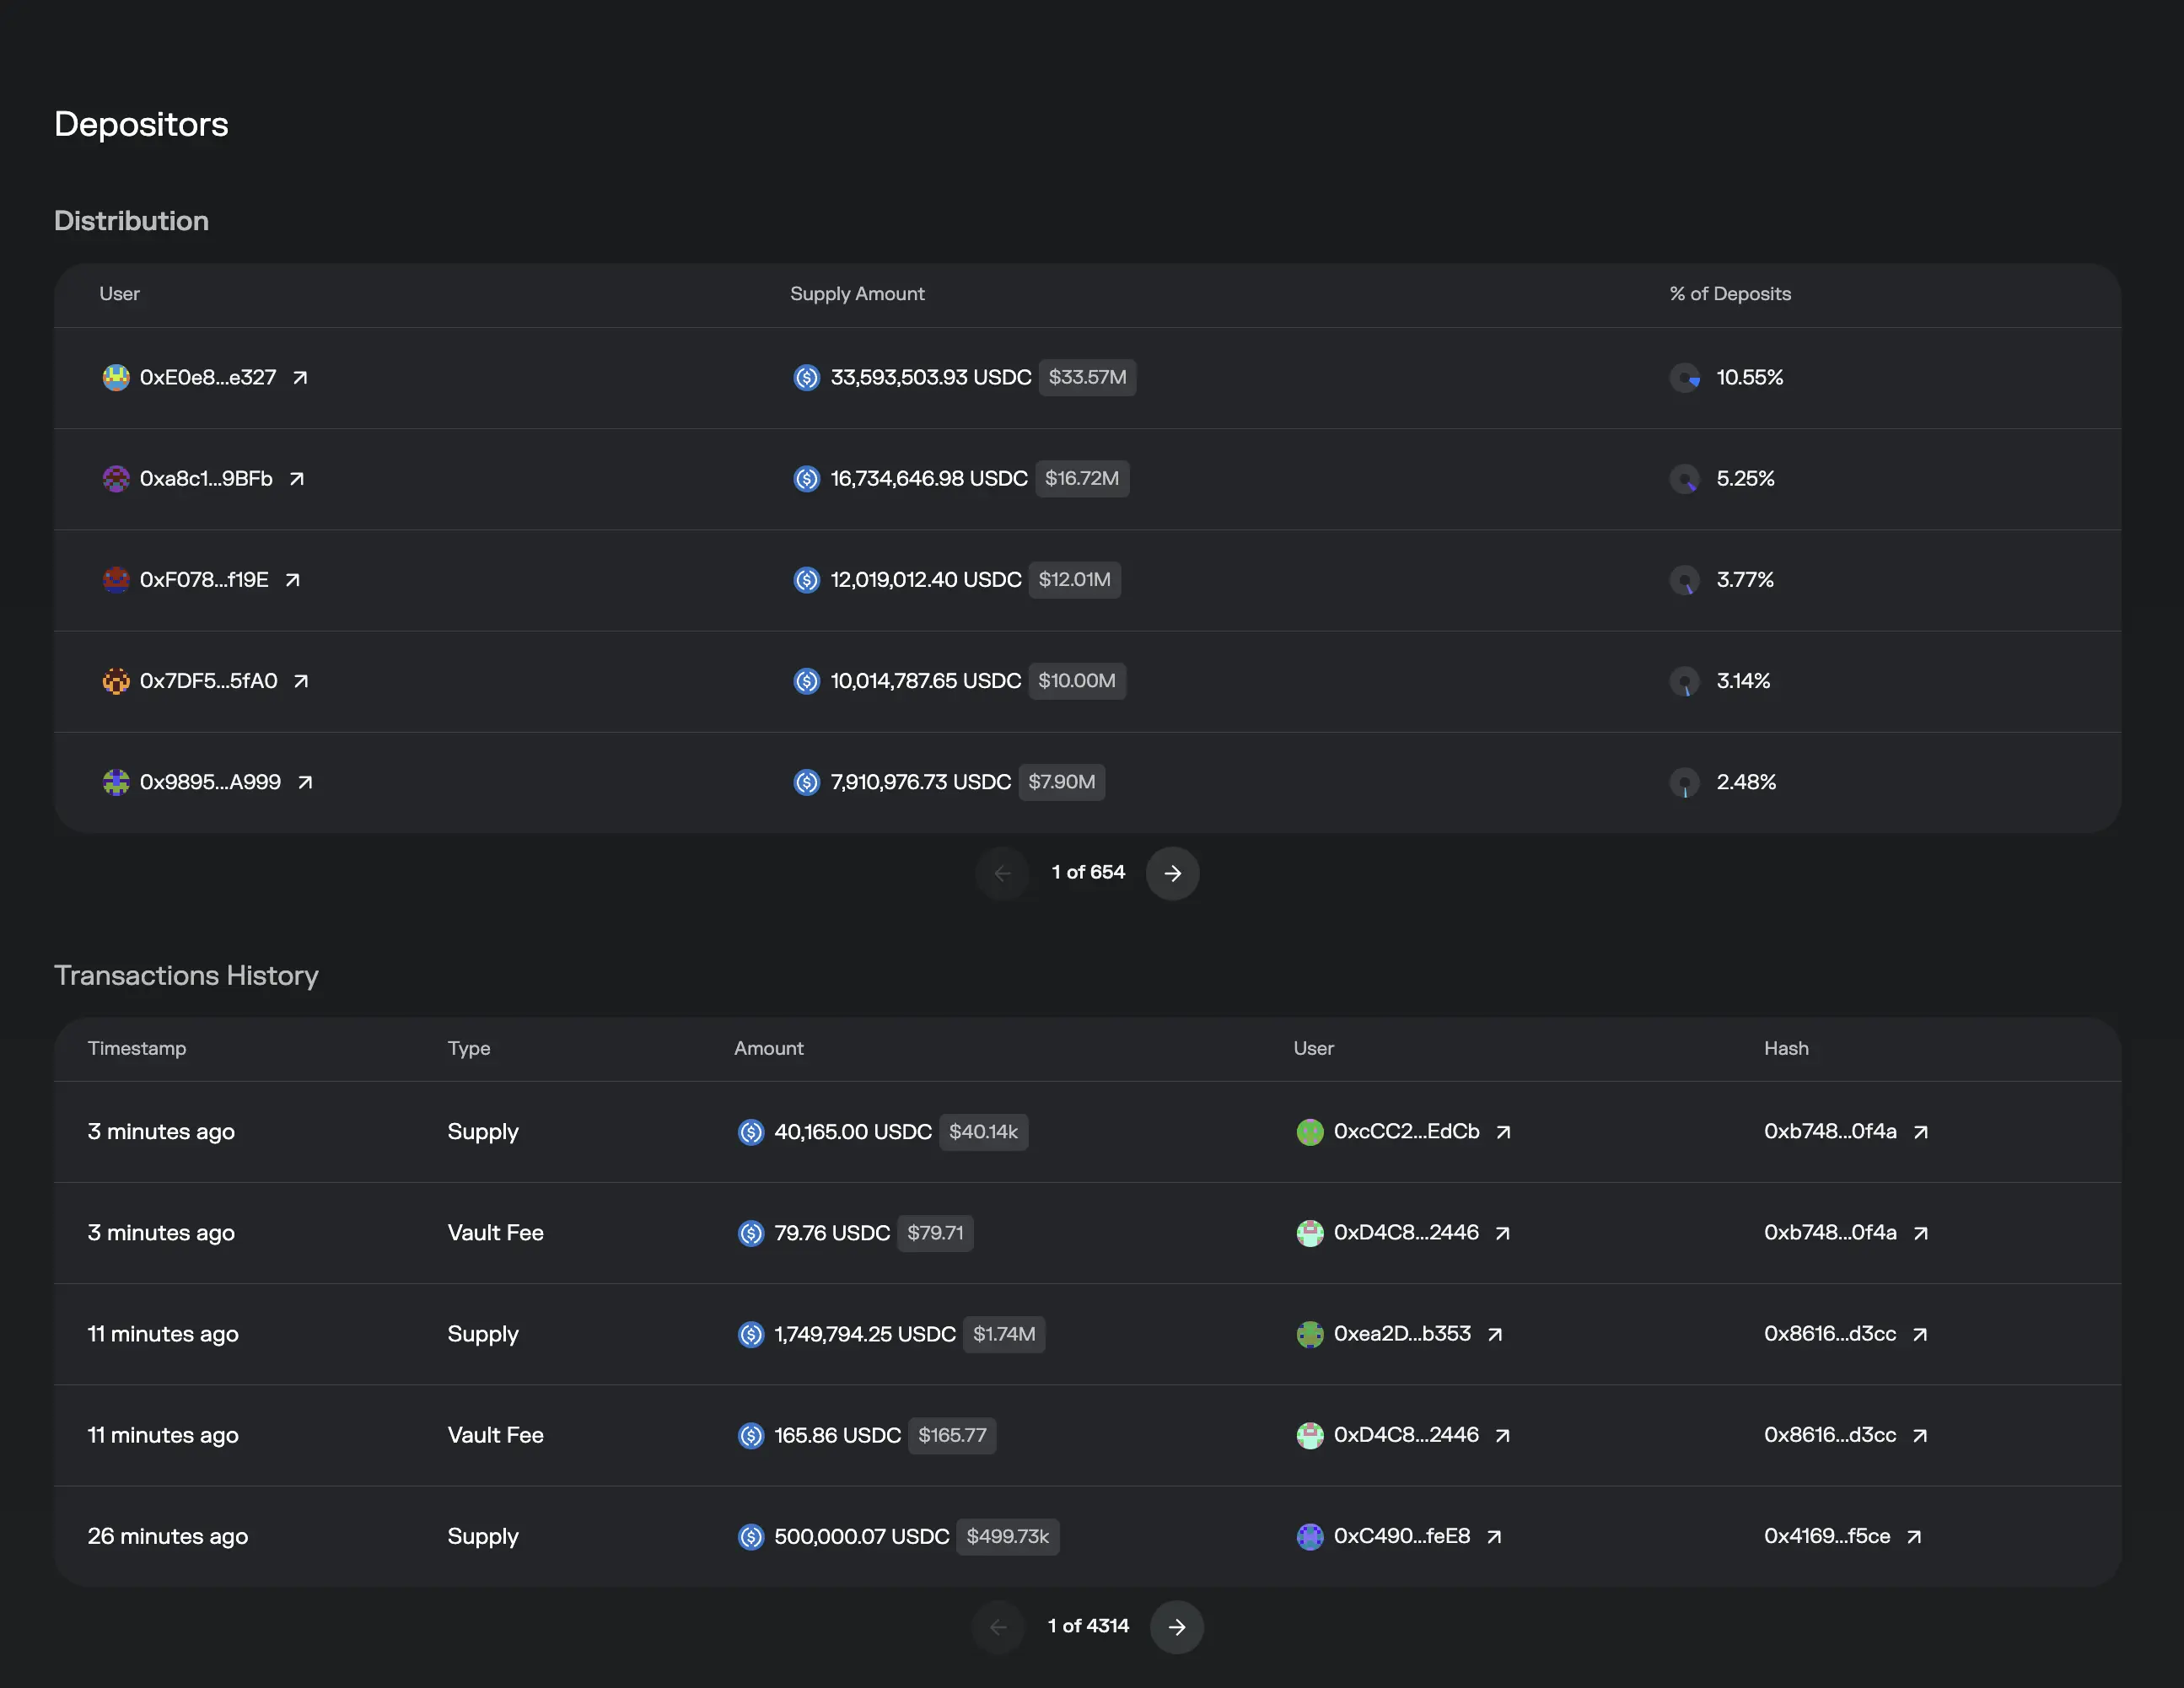 Depositors
Distribution
User Supply Amount % of Deposits
0xE0e8...e327 33,593,503.93 USDC $33.57M 10.55%
0xa8c1...9BFb 16,734,646.98 USDC $16.72M 5.25%
0xF078...f19E 12,019,012.40 USDC $12.01M 3.77%
0x7DF5...5fA0 10,014,787.65 USDC $10.00M 3.14%
0x9895...A999 7,910,976.73 USDC $7.90M 2.48%
1 of 654
Transactions History
Timestamp Type Amount User Hash
3 minutes ago Supply 40,165.00 USDC $40.14k 0xcCC2...EdCb 0xb748...0f4a
3 minutes ago Vault Fee 79.76 USDC $79.71 0xD4C8...2446 0xb748...0f4a
11 minutes ago Supply 1,749,794.25 USDC $1.74M 0xea2D...b353 0x8616...d3cc
11 minutes ago Vault Fee 165.86 USDC $165.77 0xD4C8...2446 0x8616...d3cc
26 minutes ago Supply 500,000.07 USDC $499.73k 0xC490...feE8 0x4169...f5ce
1 of 4314